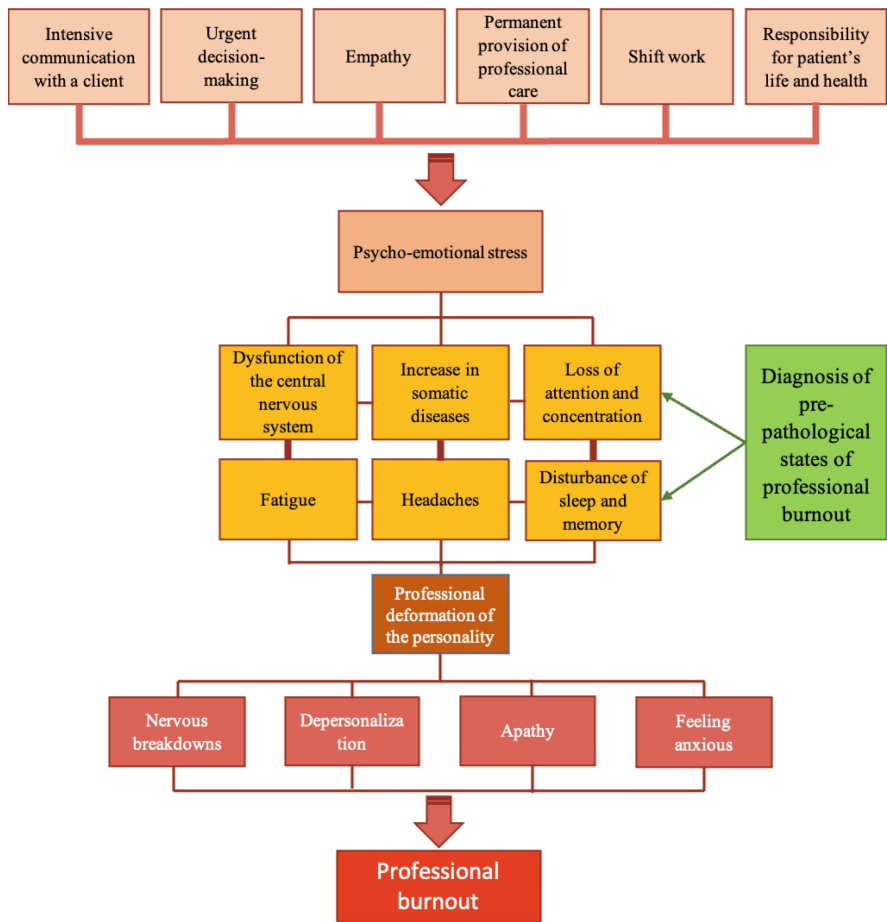 Intensive
communication
with a client
Urgent
decision-
making
Empathy
Permanent
provision of
professional
care
Shift work
Responsibility
for patient's
life and health
Psycho-emotional stress
Dysfunction of
the central
nervous
system
Increase in
somatic
diseases
Loss of
attention and
concentration
Diagnosis of
pre-
pathological
states of
professional
burnout
Fatigue
Headaches
Disturbance of
sleep and
memory
Professional
deformation of
the personality
Nervous
breakdowns
Depersonaliza
tion
Apathy
Feeling
anxious
Professional
burnout